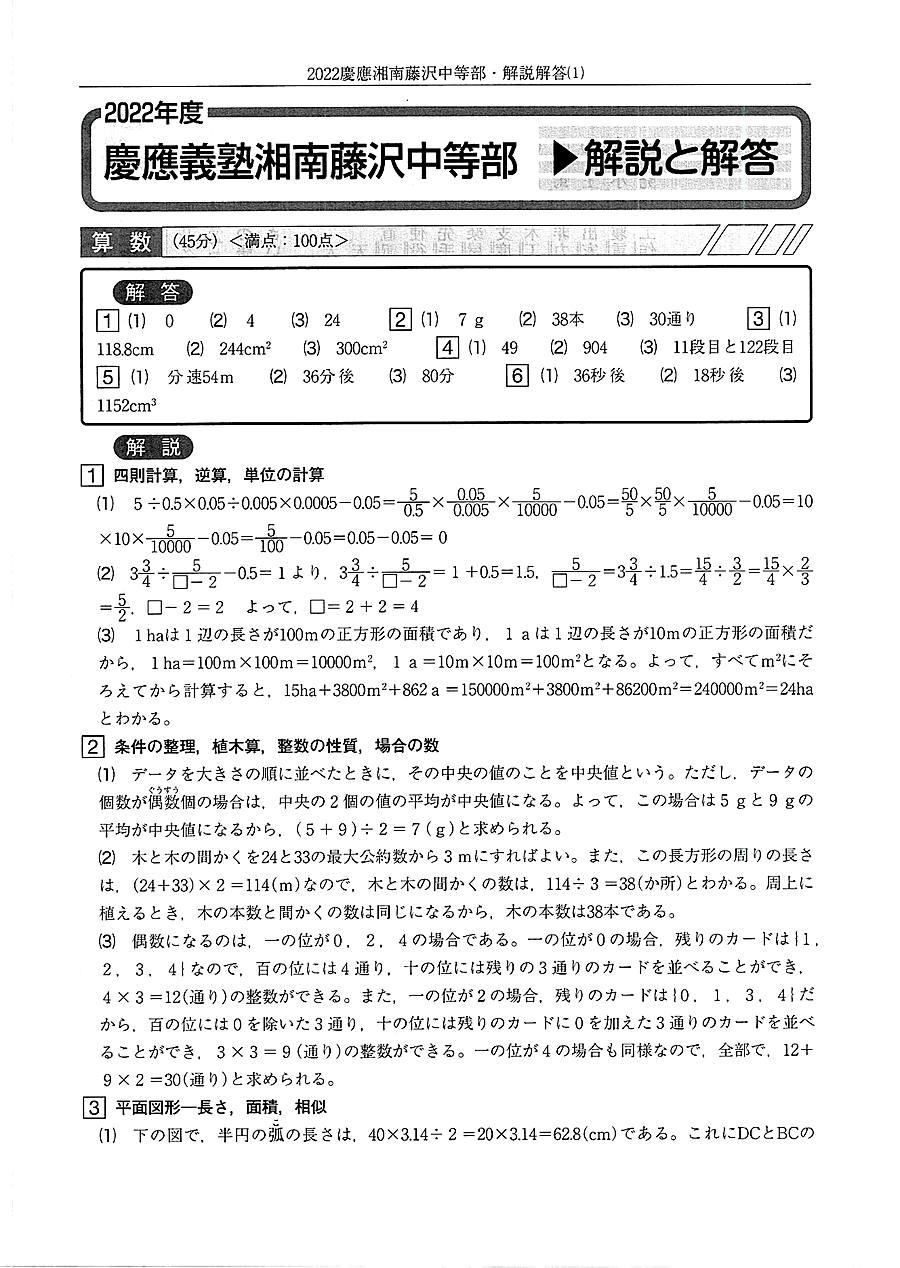 2022慶應湘南藤沢中等部・解説解答(1)
2022年度
慶應義塾湘南藤沢中等部 ▶解説と解答
算数 (45分) <満点：100点>
解答
1 (1) 0 (2) 4 (3) 24 2 (1) 7 g (2) 38本 (3) 30通り 3 (1)
118.8cm (2) 244cm² (3) 300cm² 4 (1) 49 (2) 904 (3) 11段目と122段目
5 (1) 分速54m (2) 36分後 (3) 80分 6 (1) 36秒後 (2) 18秒後 (3)
1152cm³
解説
1 四則計算，逆算，単位の計算
(1) 5÷0.5×0.05÷0.005×0.0005−0.05=5/0.5×0.05/0.005×5/10000−0.05=50/5×50/5×5/10000−0.05=10
×10×5/10000−0.05=5/100−0.05=0.05−0.05=0
(2) 3 3/4÷5/(□−2)−0.5=1より，3 3/4÷5/(□−2)=1+0.5=1.5，5/(□−2)=3 3/4÷1.5=15/4÷3/2=15/4×2/3
=5/2，□−2=2 よって，□=2+2=4
(3) 1haは1辺の長さが100mの正方形の面積であり，1aは1辺の長さが10mの正方形の面積だ
から，1ha=100m×100m=10000m²，1a=10m×10m=100m²となる。よって，すべてm²にそ
ろえてから計算すると，15ha+3800m²+862a=150000m²+3800m²+86200m²=240000m²=24ha
とわかる。
2 条件の整理，植木算，整数の性質，場合の数
(1) データを大きさの順に並べたときに，その中央の値のことを中央値という。ただし，データの
ぐうすう
個数が偶数個の場合は，中央の2個の値の平均が中央値になる。よって，この場合は5gと9gの
平均が中央値になるから，(5+9)÷2=7(g)と求められる。
(2) 木と木の間かくを24と33の最大公約数から3mにすればよい。また，この長方形の周りの長さ
は，(24+33)×2=114(m)なので，木と木の間かくの数は，114÷3=38(か所)とわかる。周上に
植えるとき，木の本数と間かくの数は同じになるから，木の本数は38本である。
(3) 偶数になるのは，一の位が0，2，4の場合である。一の位が0の場合，残りのカードは{1，
2，3，4}なので，百の位には4通り，十の位には残りの3通りのカードを並べることができ，
4×3=12(通り)の整数ができる。また，一の位が2の場合，残りのカードは{0，1，3，4}だ
から，百の位には0を除いた3通り，十の位には残りのカードに0を加えた3通りのカードを並べ
ることができ，3×3=9(通り)の整数ができる。一の位が4の場合も同様なので，全部で，12+
9×2=30(通り)と求められる。
3 平面図形—長さ，面積，相似
こ
(1) 下の図で，半円の弧の長さは，40×3.14÷2=20×3.14=62.8(cm)である。これにDCとBCの